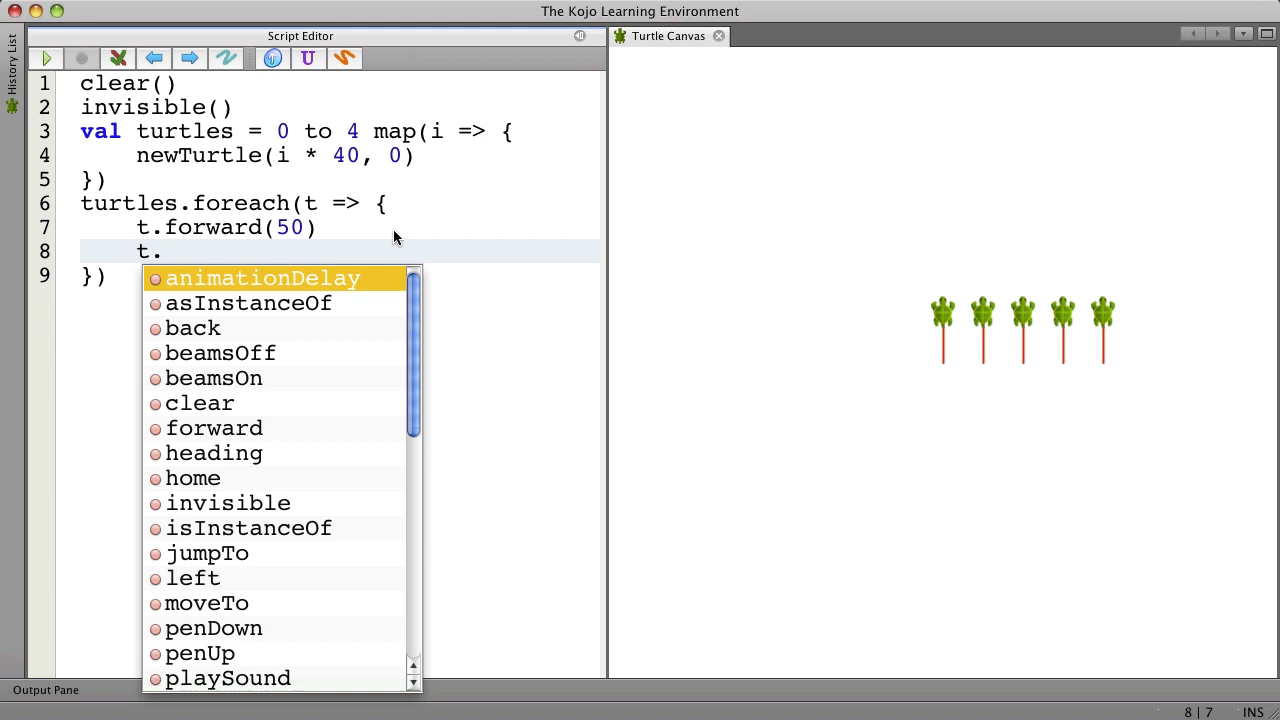 The Kojo Learning Environment
History List
Script Editor
Turtle Canvas
1 clear()
2 invisible()
3 val turtles = 0 to 4 map(i => {
4 newTurtle(i * 40, 0)
5 })
6 turtles.foreach(t => {
7 t.forward(50)
8 t.
9 })
animationDelay
asInstanceOf
back
beamsOff
beamsOn
clear
forward
heading
home
invisible
isInstanceOf
jumpTo
left
moveTo
penDown
penUp
playSound
Output Pane
8 | 7 INS